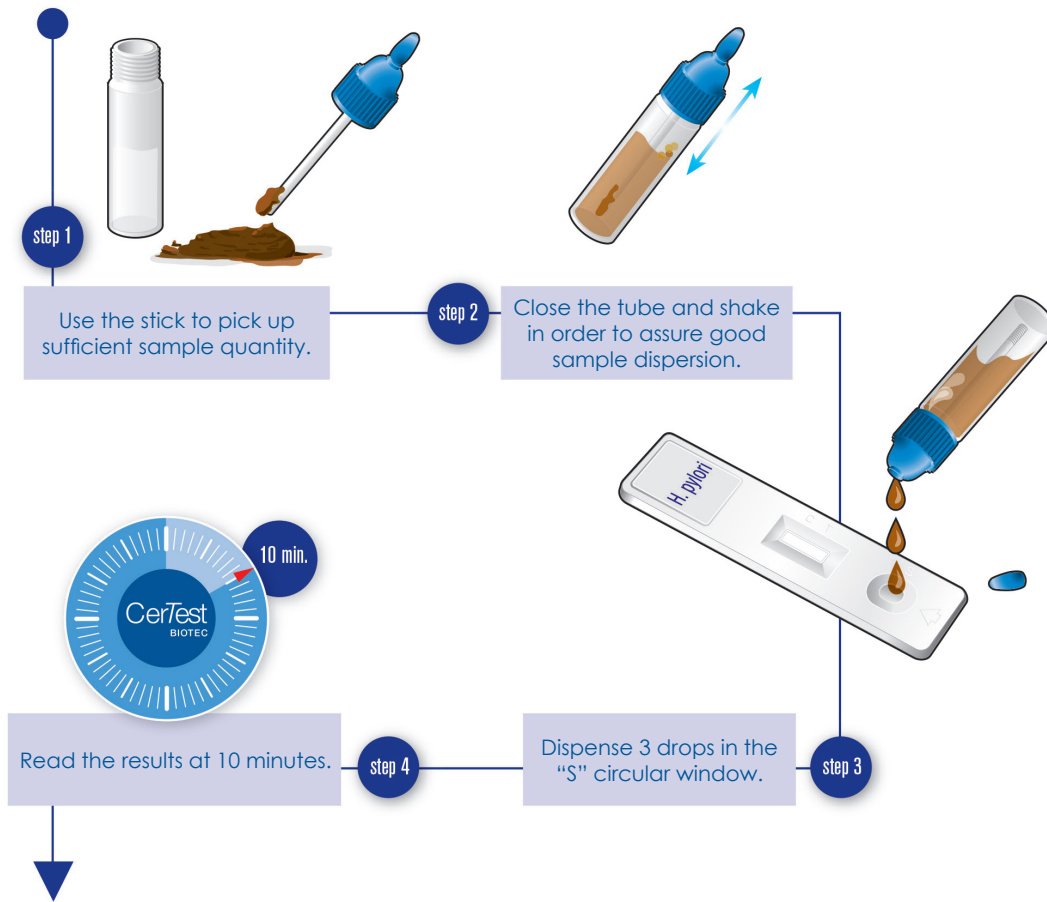 step 1
Use the stick to pick up
sufficient sample quantity.
step 2
Close the tube and shake
in order to assure good
sample dispersion.
H. pylori
C T
step 3
Dispense 3 drops in the
“S” circular window.
10 min.
CerTest
BIOTEC
step 4
Read the results at 10 minutes.